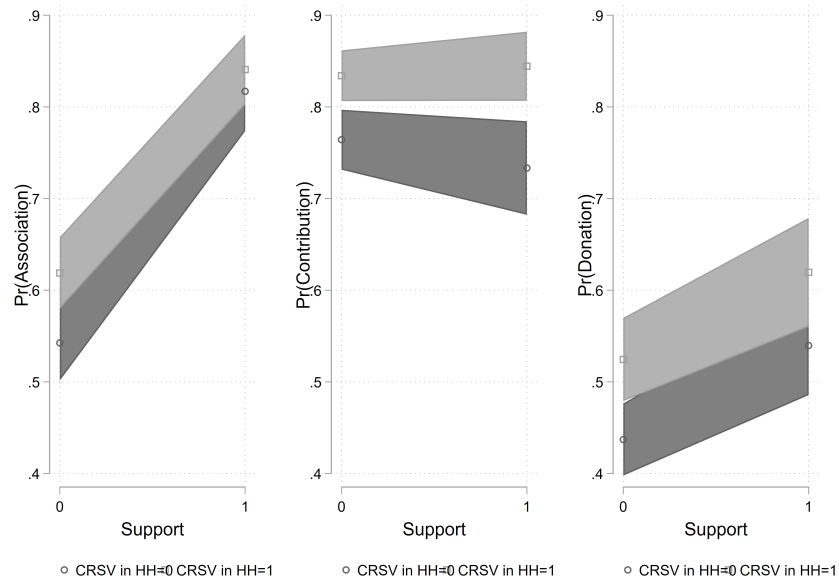 .9
.8
.7
.6
.5
.4
Pr(Association)
0 1
Support
CRSV in HH=0 CRSV in HH=1
.9
.8
.7
.6
.5
.4
Pr(Contribution)
0 1
Support
CRSV in HH=0 CRSV in HH=1
.9
.8
.7
.6
.5
.4
Pr(Donation)
0 1
Support
CRSV in HH=0 CRSV in HH=1